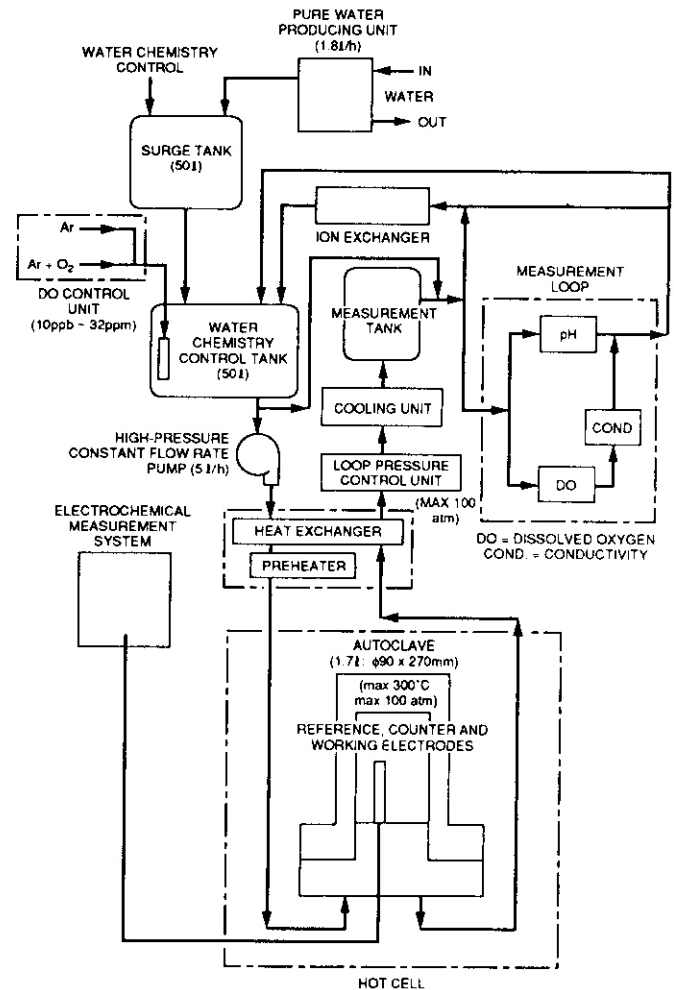 PURE WATER
PRODUCING UNIT
(1.8ℓ/h)
WATER CHEMISTRY
CONTROL
IN
WATER
OUT
SURGE TANK
(50ℓ)
Ar
Ar + O₂
DO CONTROL
UNIT
(10ppb ~ 32ppm)
ION EXCHANGER
MEASUREMENT
LOOP
WATER
CHEMISTRY
CONTROL TANK
(50ℓ)
MEASUREMENT
TANK
pH
COND
DO
COOLING UNIT
HIGH-PRESSURE
CONSTANT FLOW RATE
PUMP (5 ℓ/h)
LOOP PRESSURE
CONTROL UNIT
(MAX 100
atm)
DO = DISSOLVED OXYGEN
COND. = CONDUCTIVITY
ELECTROCHEMICAL
MEASUREMENT
SYSTEM
HEAT EXCHANGER
PREHEATER
AUTOCLAVE
(1.7ℓ: φ90 x 270mm)
(max 300°C
max 100 atm)
REFERENCE, COUNTER AND
WORKING ELECTRODES
HOT CELL